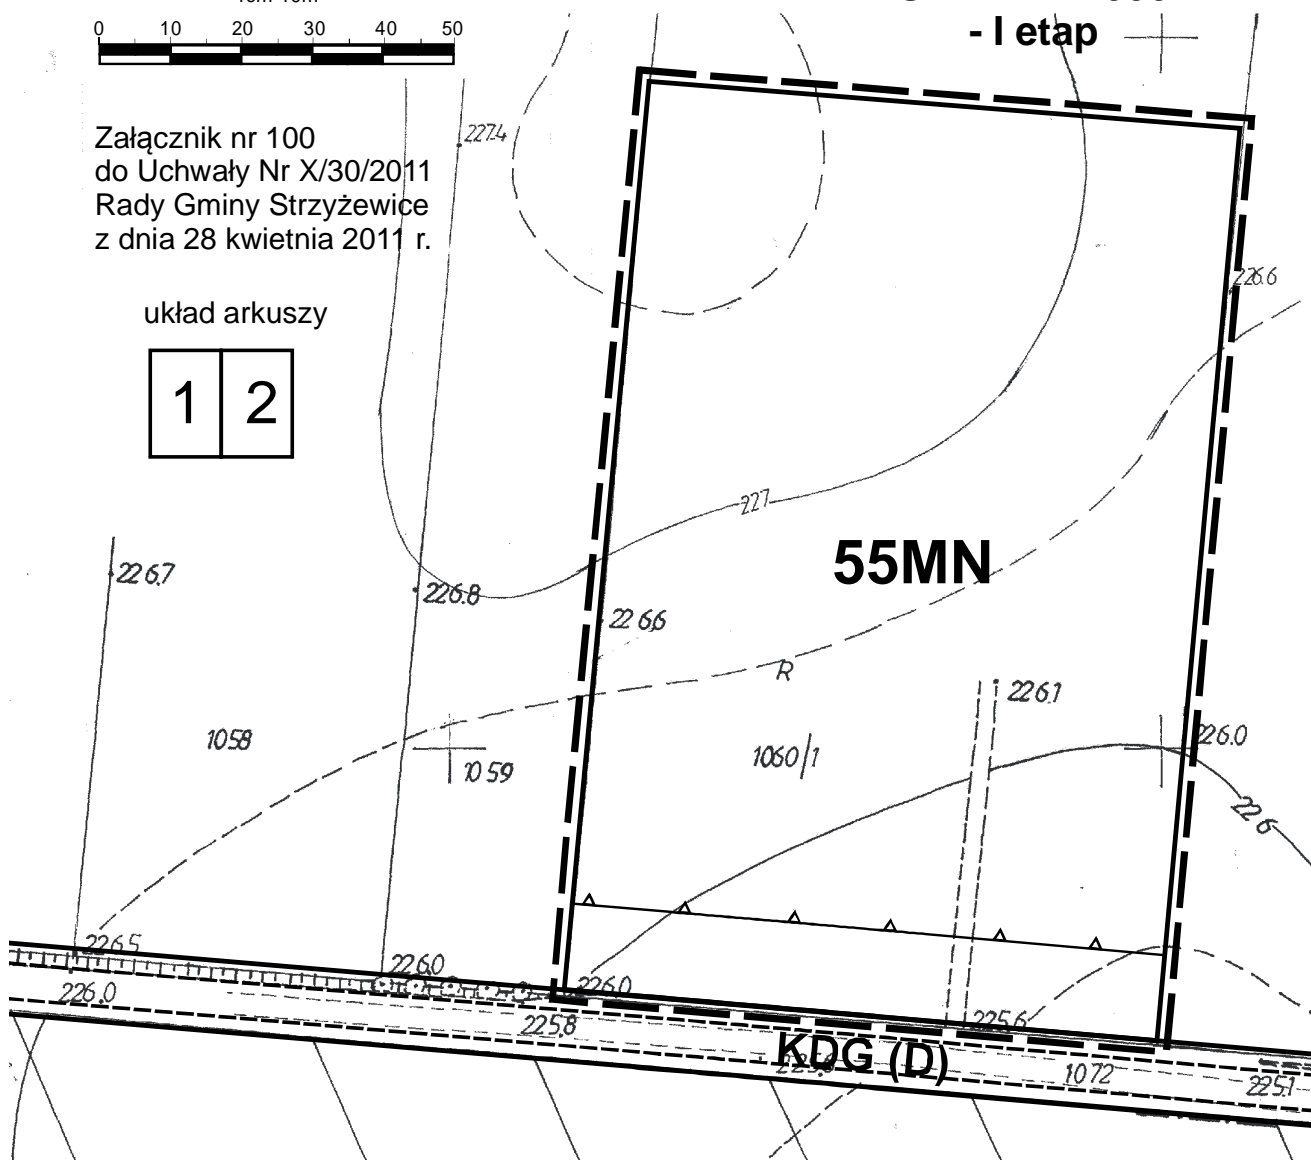 0 10 20 30 40 50
- I etap
Załącznik nr 100
do Uchwały Nr X/30/2011
Rady Gminy Strzyżewice
z dnia 28 kwietnia 2011 r.
227.4
układ arkuszy
1 2
226.6
227
55MN
226.7
226.8
226.6
R
226.1
226.0
1058
1059
1060/1
226
226.5
226.0
226.0
226.0
225.8
225.6
KDG (D)
1072
225.1